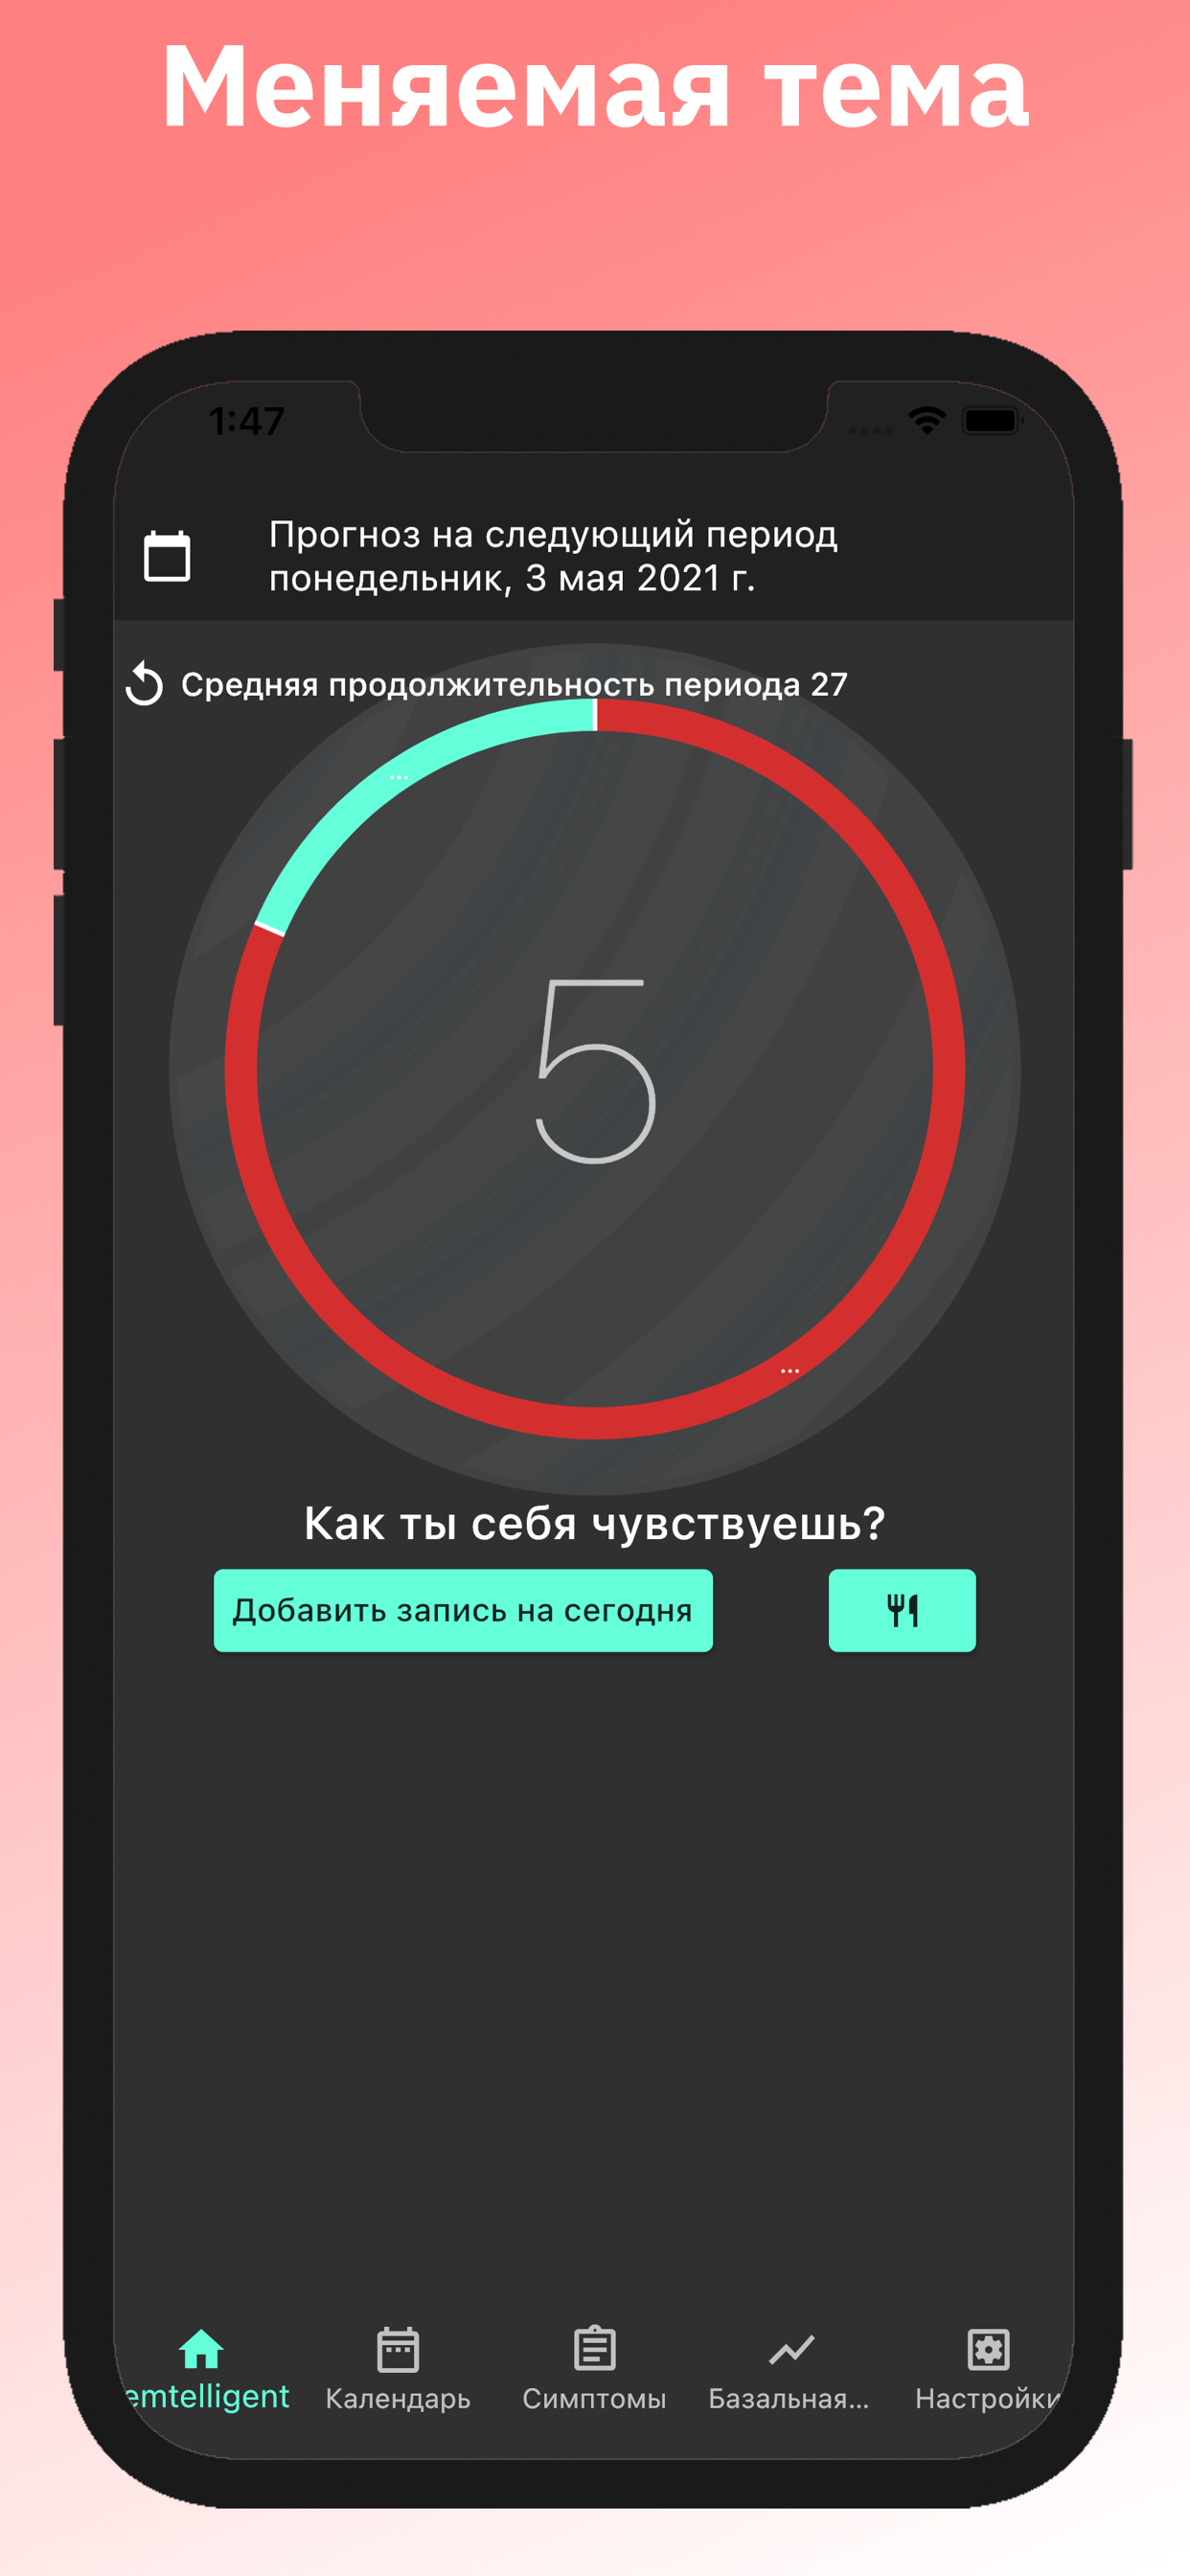 Меняемая тема
1:47
Прогноз на следующий период
понедельник, 3 мая 2021 г.
Средняя продолжительность периода 27
...
5
...
Как ты себя чувствуешь?
Добавить запись на сегодня
emtelligent Календарь Симптомы Базальная... Настройки